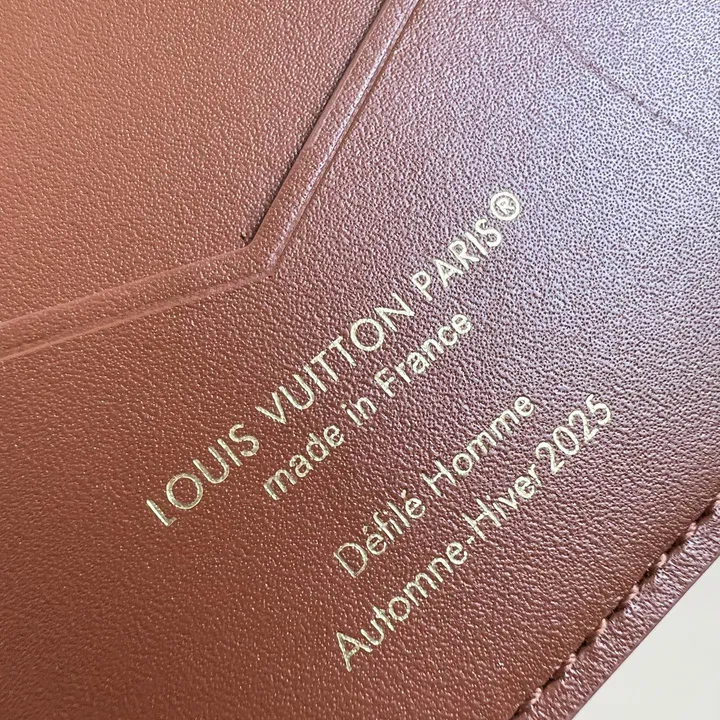 LOUIS VUITTON PARIS®
made in France
Défilé Homme
Automne-Hiver 2025